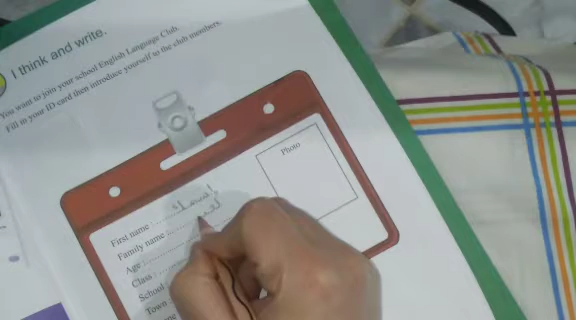 I think and write.
You want to join your school English Language Club
Fill in your ID card then introduce yourself to the club members.
Photo
First name :
Family name :
Age :
Class :
School
Town